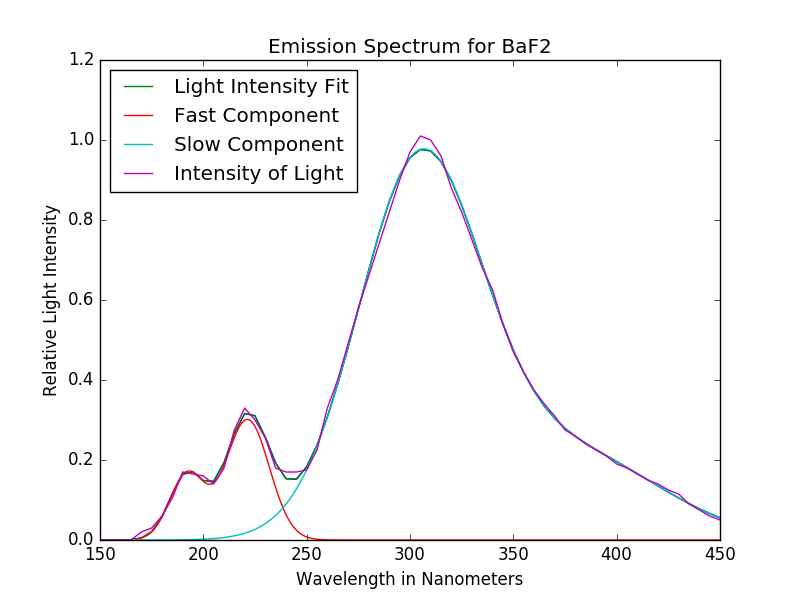 Emission Spectrum for BaF2
Light Intensity Fit
Fast Component
Slow Component
Intensity of Light
Relative Light Intensity
1.2
1.0
0.8
0.6
0.4
0.2
0.0
150 200 250 300 350 400 450
Wavelength in Nanometers